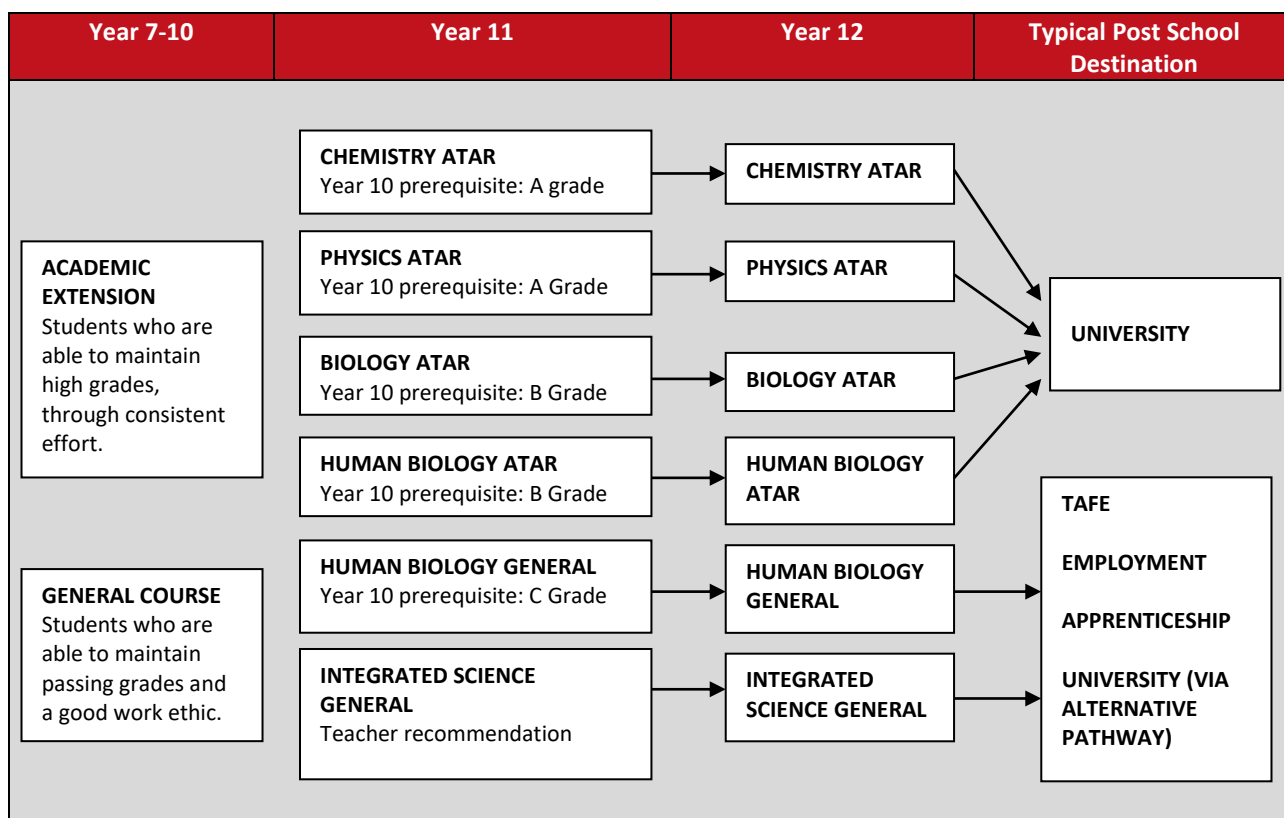 Year 7-10
Year 11
Year 12
Typical Post School
Destination
ACADEMIC
EXTENSION
Students who are
able to maintain
high grades,
through consistent
effort.
GENERAL COURSE
Students who are
able to maintain
passing grades and
a good work ethic.
CHEMISTRY ATAR
Year 10 prerequisite: A grade
PHYSICS ATAR
Year 10 prerequisite: A Grade
BIOLOGY ATAR
Year 10 prerequisite: B Grade
HUMAN BIOLOGY ATAR
Year 10 prerequisite: B Grade
HUMAN BIOLOGY GENERAL
Year 10 prerequisite: C Grade
INTEGRATED SCIENCE
GENERAL
Teacher recommendation
CHEMISTRY ATAR
PHYSICS ATAR
BIOLOGY ATAR
HUMAN BIOLOGY
ATAR
HUMAN BIOLOGY
GENERAL
INTEGRATED
SCIENCE GENERAL
UNIVERSITY
TAFE
EMPLOYMENT
APPRENTICESHIP
UNIVERSITY (VIA
ALTERNATIVE
PATHWAY)